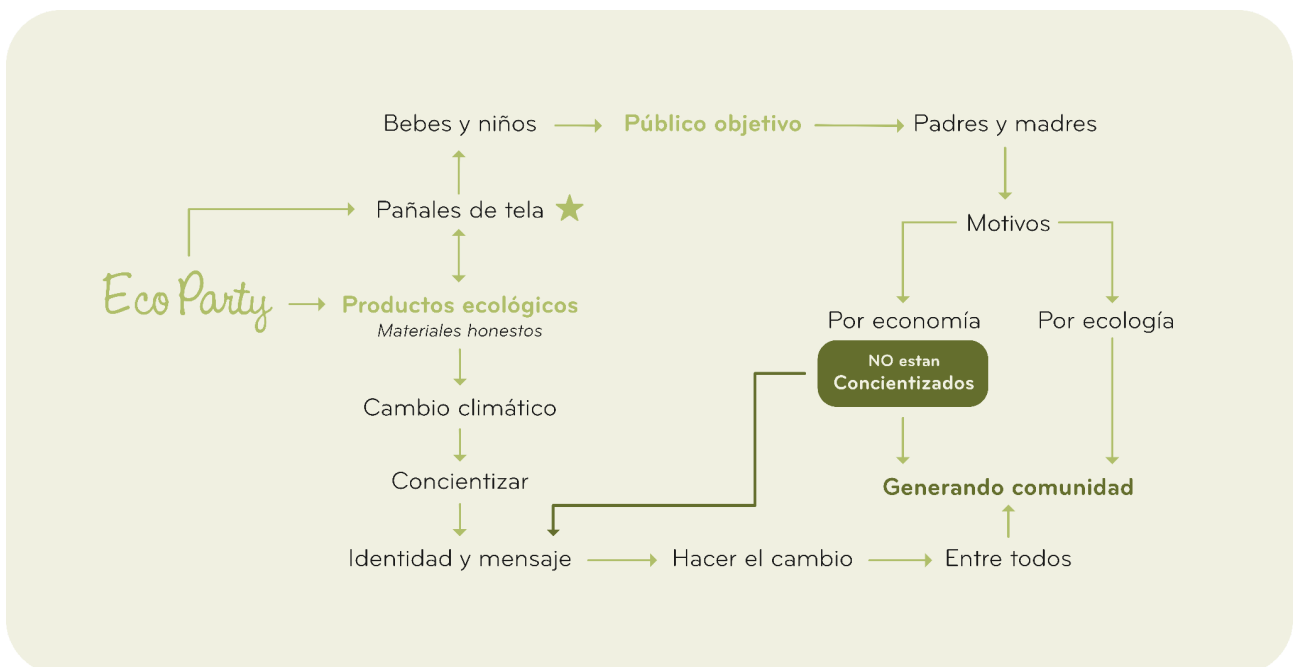 Bebes y niños
Público objetivo
Padres y madres
Pañales de tela
Motivos
Eco Party
Productos ecológicos
Materiales honestos
Por economía
Por ecología
NO estan
Concientizados
Cambio climático
Concientizar
Generando comunidad
Identidad y mensaje
Hacer el cambio
Entre todos